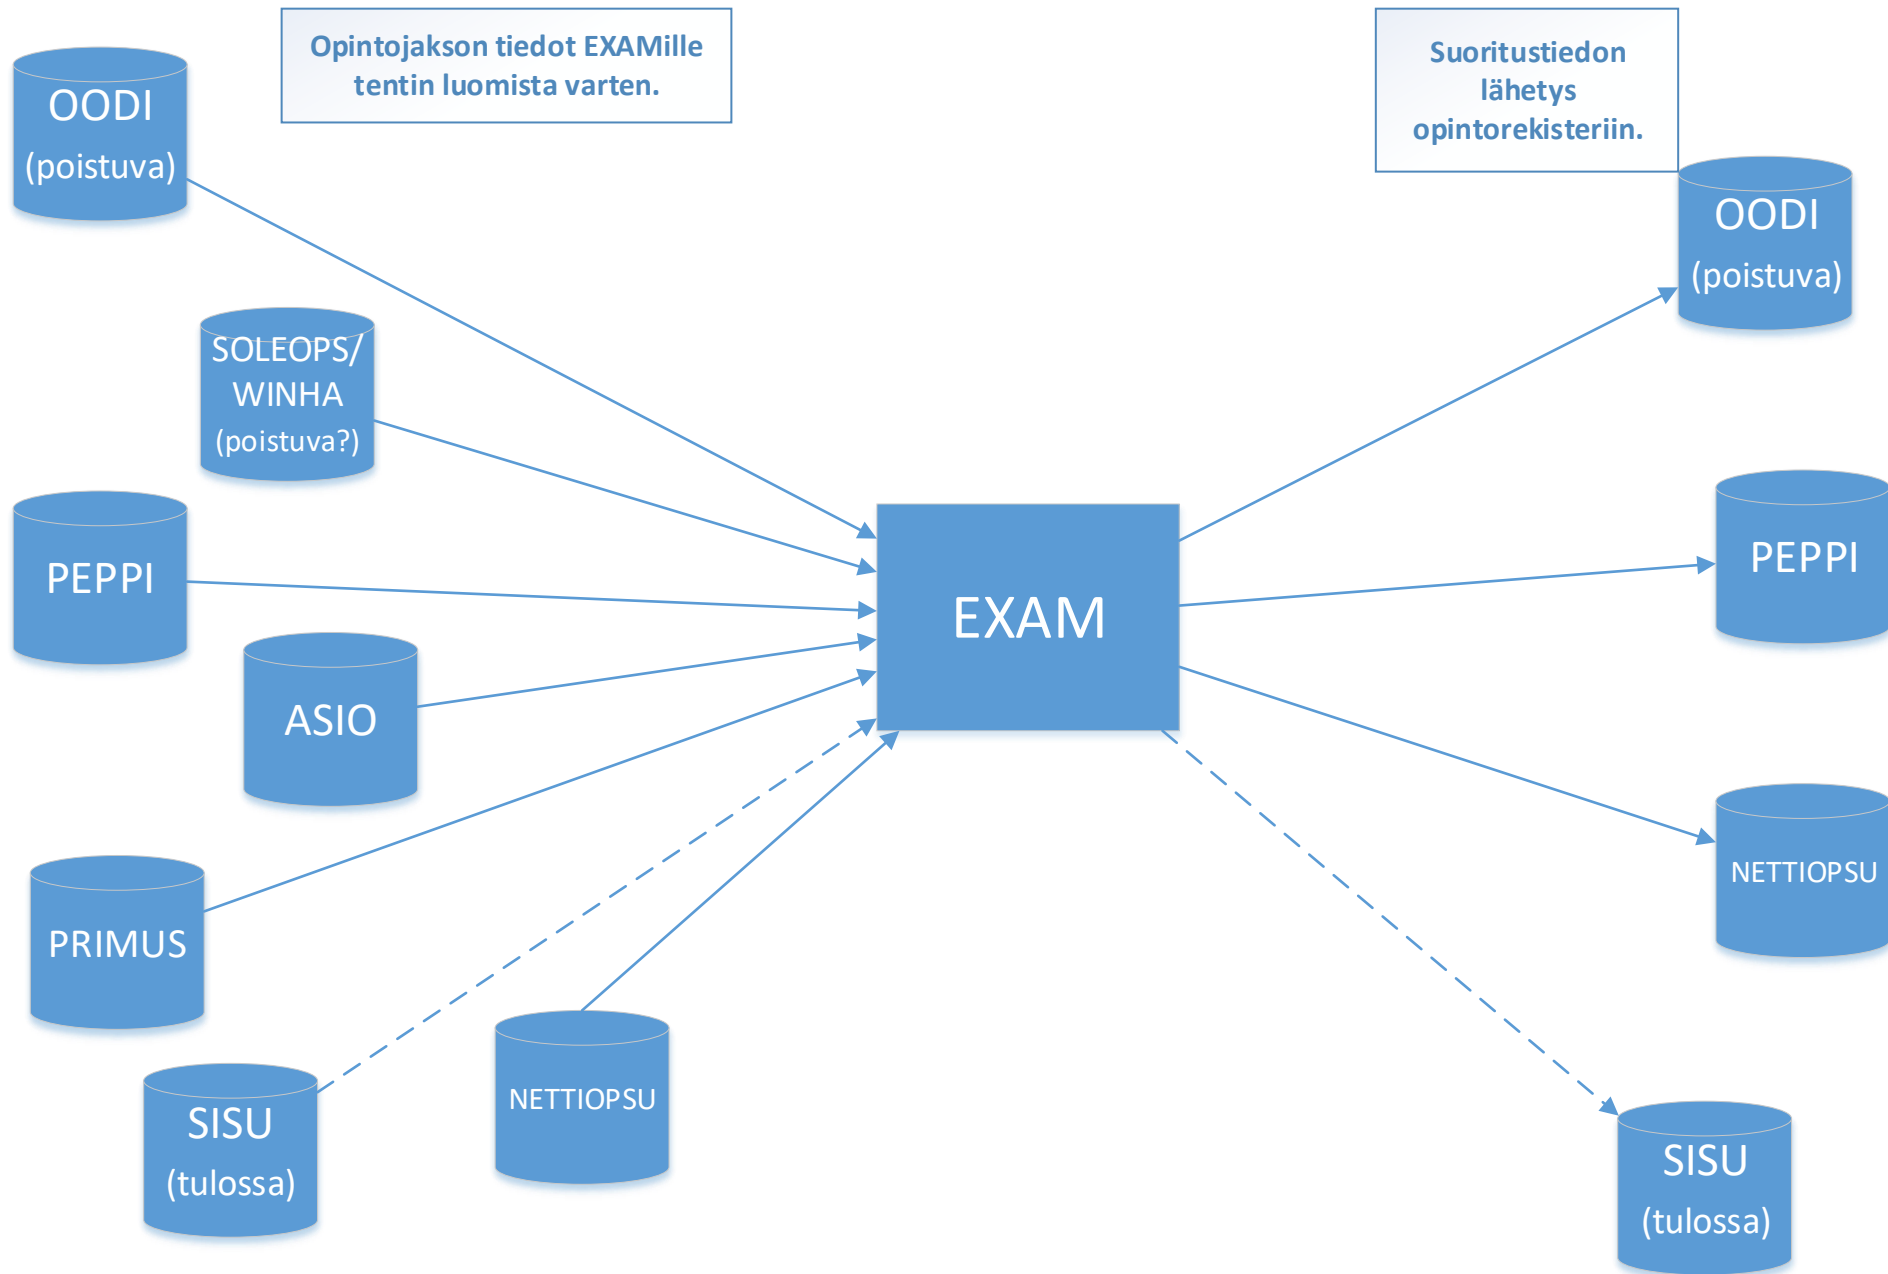 Opintojakson tiedot EXAMille
tentin luomista varten.
Suoritustiedon
lähetys
opintorekisteriin.
OODI
(poistuva)
SOLEOPS/
WINHA
(poistuva?)
PEPPI
ASIO
PRIMUS
SISU
(tulossa)
NETTIOPSU
EXAM
OODI
(poistuva)
PEPPI
NETTIOPSU
SISU
(tulossa)